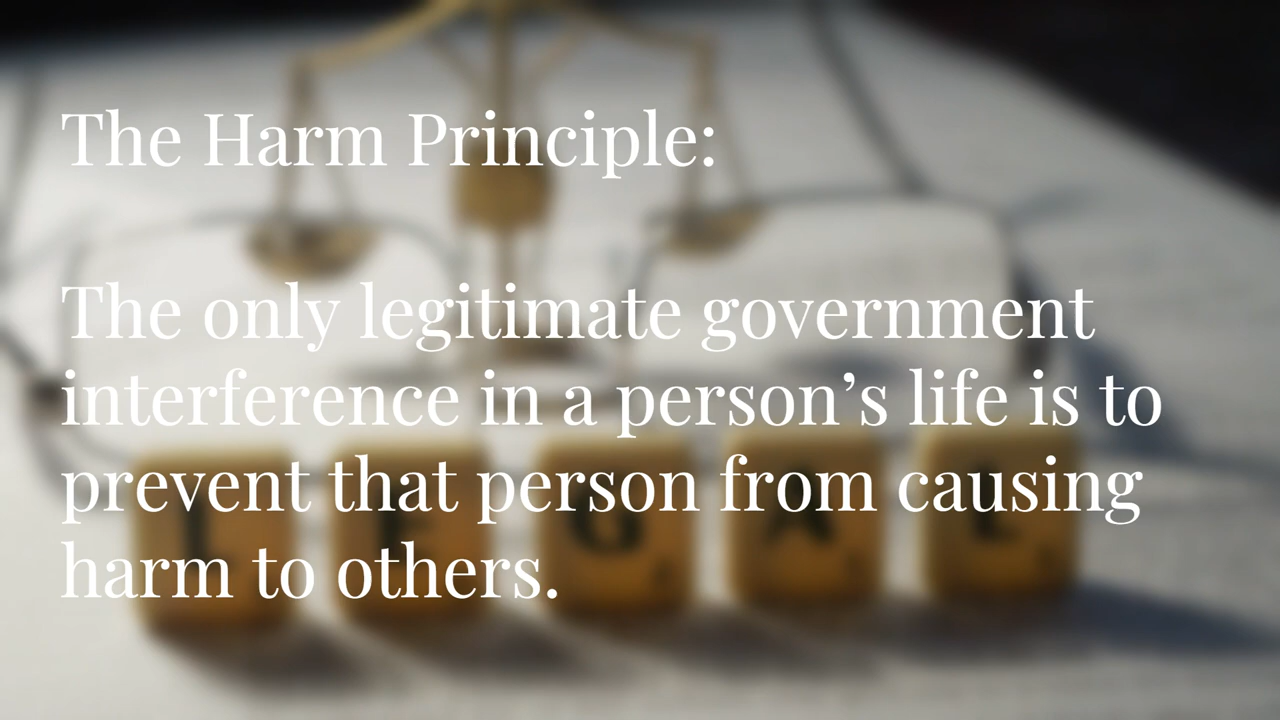 The Harm Principle:
The only legitimate government
interference in a person’s life is to
prevent that person from causing
harm to others.
L E G A L